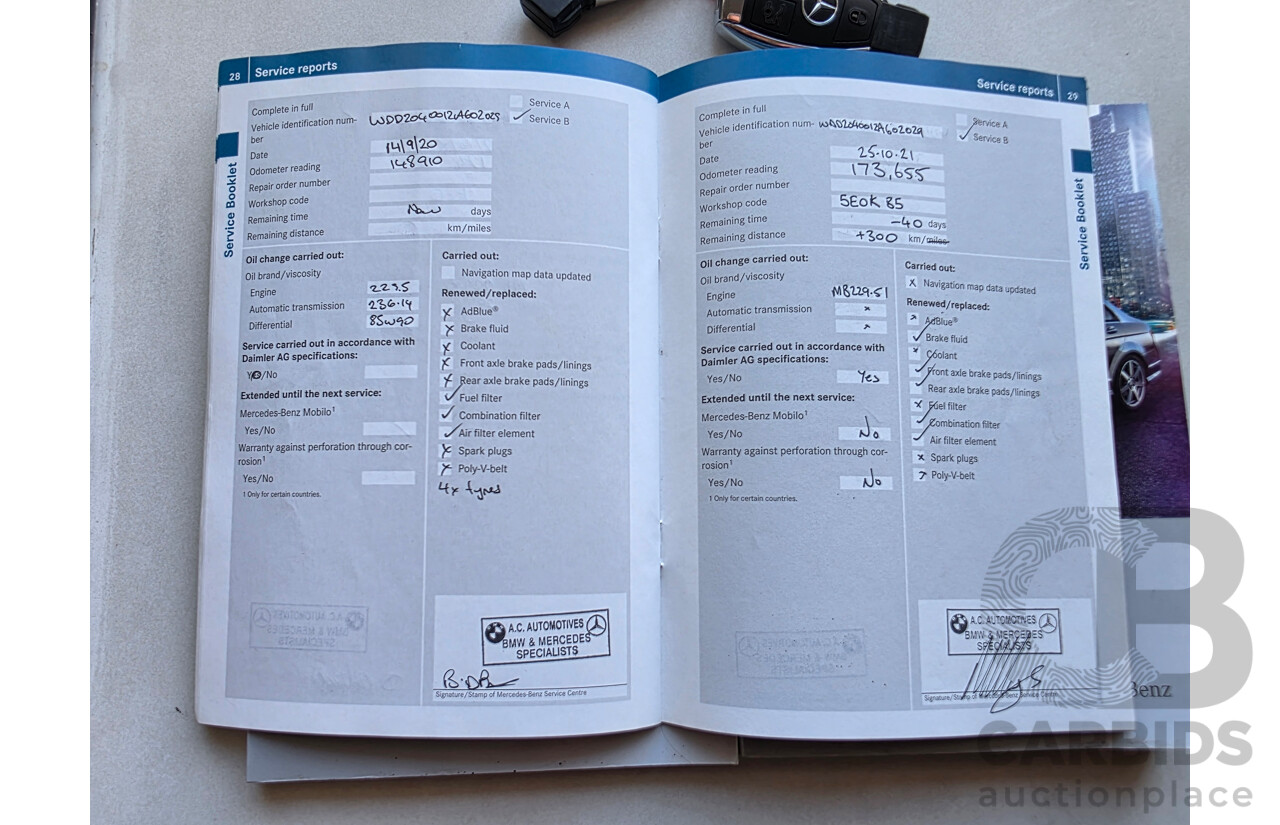 28 Service reports
Service Booklet
Complete in full
Service A
Vehicle identification num-
ber
WDD2040012A602029
Service B
Date 14/9/20
Odometer reading 148910
Repair order number
Workshop code
Remaining time Now days
Remaining distance km/miles
Oil change carried out:
Oil brand/viscosity
Engine 229.5
Automatic transmission 236.14
Differential 85w90
Service carried out in accordance with
Daimler AG specifications:
Yes/No
Extended until the next service:
Mercedes-Benz Mobilo1
Yes/No
Warranty against perforation through cor-
rosion1
Yes/No
1 Only for certain countries.
Carried out:
Navigation map data updated
Renewed/replaced:
x AdBlue®
x Brake fluid
x Coolant
x Front axle brake pads/linings
x Rear axle brake pads/linings
✓ Fuel filter
✓ Combination filter
✓ Air filter element
x Spark plugs
x Poly-V-belt
4x tyres
A.C. AUTOMOTIVES
BMW & MERCEDES
SPECIALISTS
Signature/Stamp of Mercedes-Benz Service Centre
Service reports 29
Service Booklet
Complete in full
Service A
Vehicle identification num-
ber
WDD2040012A602029
Service B
Date 25.10.21
Odometer reading 173,655
Repair order number
Workshop code 5E0K B5
Remaining time -40 days
Remaining distance +300 km/miles
Oil change carried out:
Oil brand/viscosity
Engine MB229.51
Automatic transmission x
Differential x
Service carried out in accordance with
Daimler AG specifications:
Yes/No Yes
Extended until the next service:
Mercedes-Benz Mobilo1
Yes/No No
Warranty against perforation through cor-
rosion1
Yes/No No
1 Only for certain countries.
Carried out:
x Navigation map data updated
Renewed/replaced:
x AdBlue®
✓ Brake fluid
x Coolant
✓ Front axle brake pads/linings
✓ Rear axle brake pads/linings
x Fuel filter
✓ Combination filter
✓ Air filter element
x Spark plugs
x Poly-V-belt
A.C. AUTOMOTIVES
BMW & MERCEDES
SPECIALISTS
Signature/Stamp of Mercedes-Benz Service Centre
Benz
CARBIDS
auctionplace